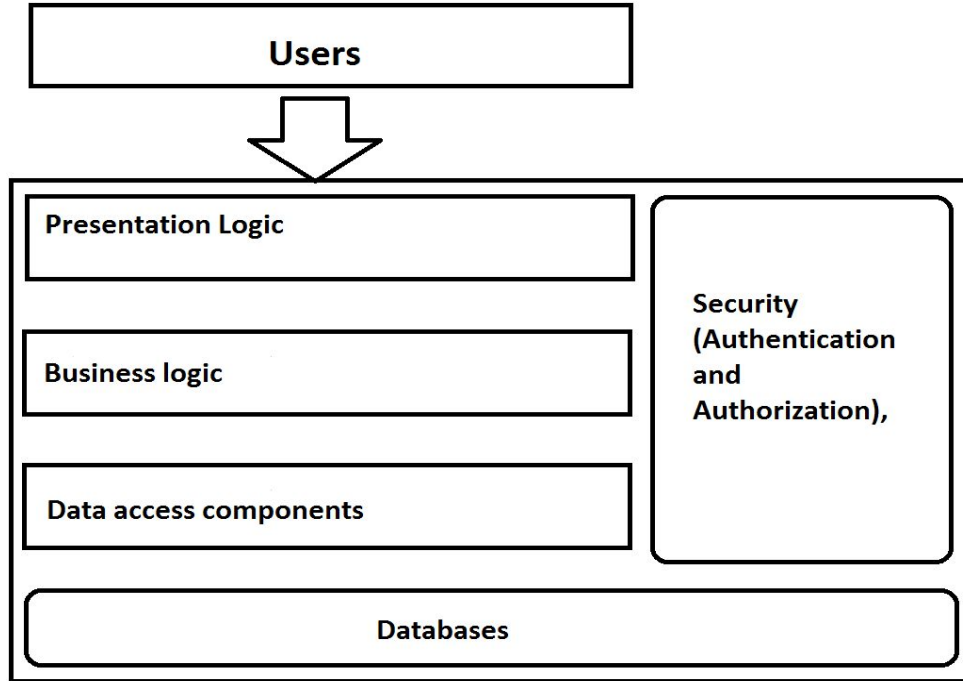 Users
Presentation Logic
Business logic
Data access components
Security
(Authentication
and
Authorization),
Databases